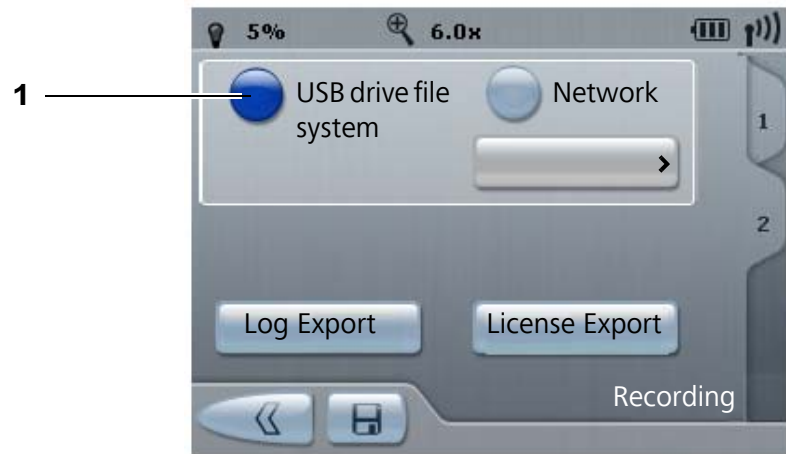 5% 6.0x
1
USB drive file system
Network
1
2
Log Export
License Export
Recording